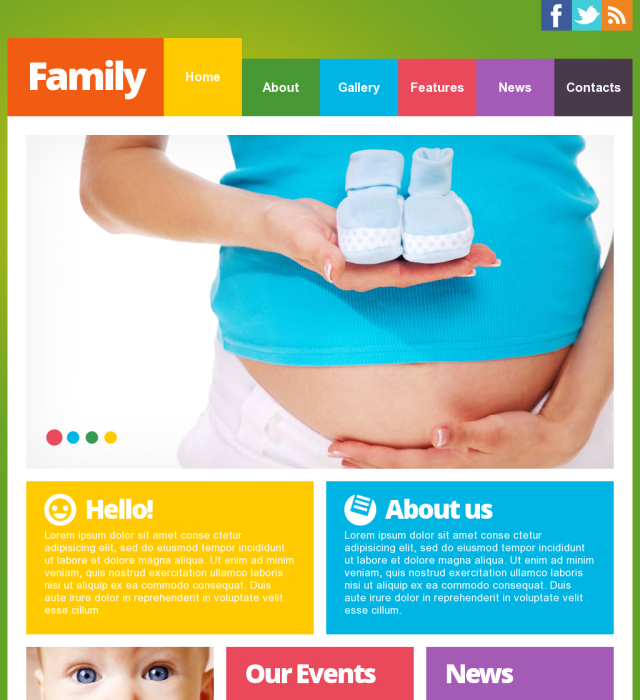 Family
Home
About
Gallery
Features
News
Contacts
Hello!
Lorem ipsum dolor sit amet conse ctetur
adipisicing elit, sed do eiusmod tempor incididunt
ut labore et dolore magna aliqua. Ut enim ad minim
veniam, quis nostrud exercitation ullamco laboris
nisi ut aliquip ex ea commodo consequat. Duis
aute irure dolor in reprehenderit in voluptate velit
esse cillum.
About us
Lorem ipsum dolor sit amet conse ctetur
adipisicing elit, sed do eiusmod tempor incididunt
ut labore et dolore magna aliqua. Ut enim ad minim
veniam, quis nostrud exercitation ullamco laboris
nisi ut aliquip ex ea commodo consequat. Duis
aute irure dolor in reprehenderit in voluptate velit
esse cillum.
Our Events
News